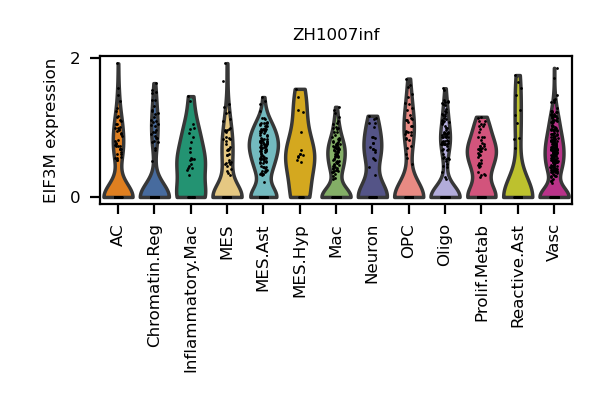 ZH1007inf
EIF3M expression
2
0
AC
Chromatin.Reg
Inflammatory.Mac
MES
MES.Ast
MES.Hyp
Mac
Neuron
OPC
Oligo
Prolif.Metab
Reactive.Ast
Vasc